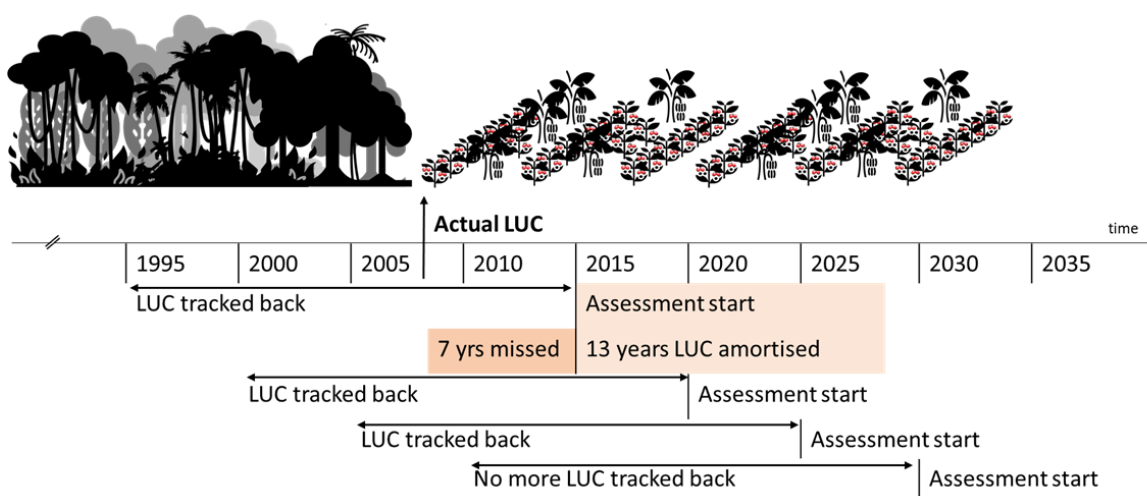 Actual LUC
time
1995 2000 2005 2010 2015 2020 2025 2030 2035
LUC tracked back Assessment start
7 yrs missed 13 years LUC amortised
LUC tracked back Assessment start
LUC tracked back Assessment start
No more LUC tracked back Assessment start